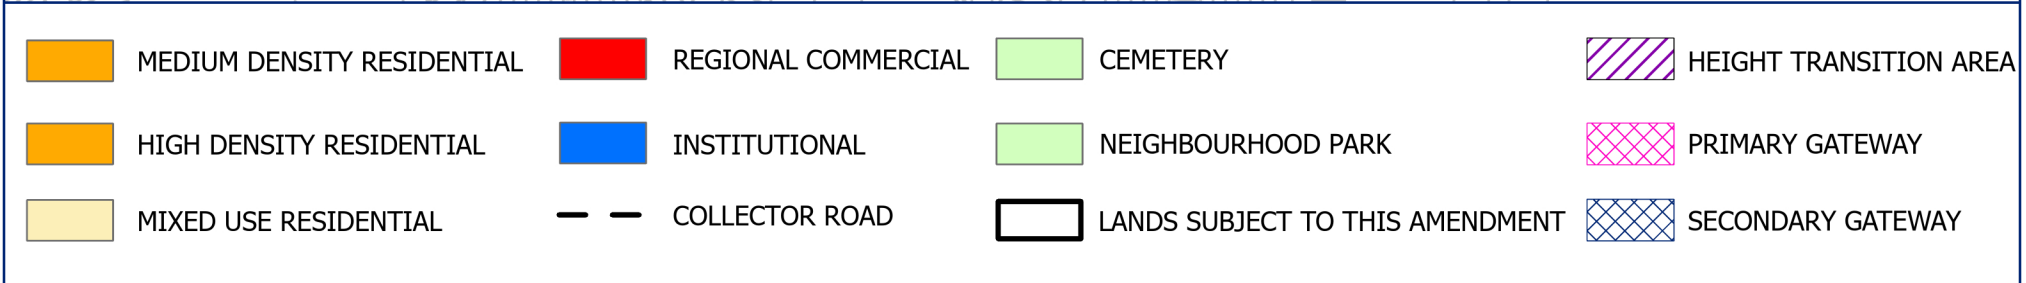 MEDIUM DENSITY RESIDENTIAL
HIGH DENSITY RESIDENTIAL
MIXED USE RESIDENTIAL
REGIONAL COMMERCIAL
INSTITUTIONAL
COLLECTOR ROAD
CEMETERY
NEIGHBOURHOOD PARK
LANDS SUBJECT TO THIS AMENDMENT
HEIGHT TRANSITION AREA
PRIMARY GATEWAY
SECONDARY GATEWAY